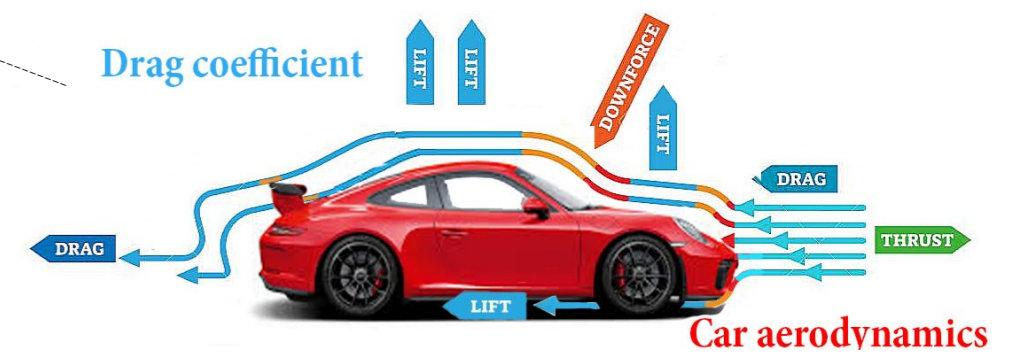 Drag coefficient
LIFT
LIFT
DOWNFORCE
LIFT
DRAG
DRAG
THRUST
LIFT
Car aerodynamics